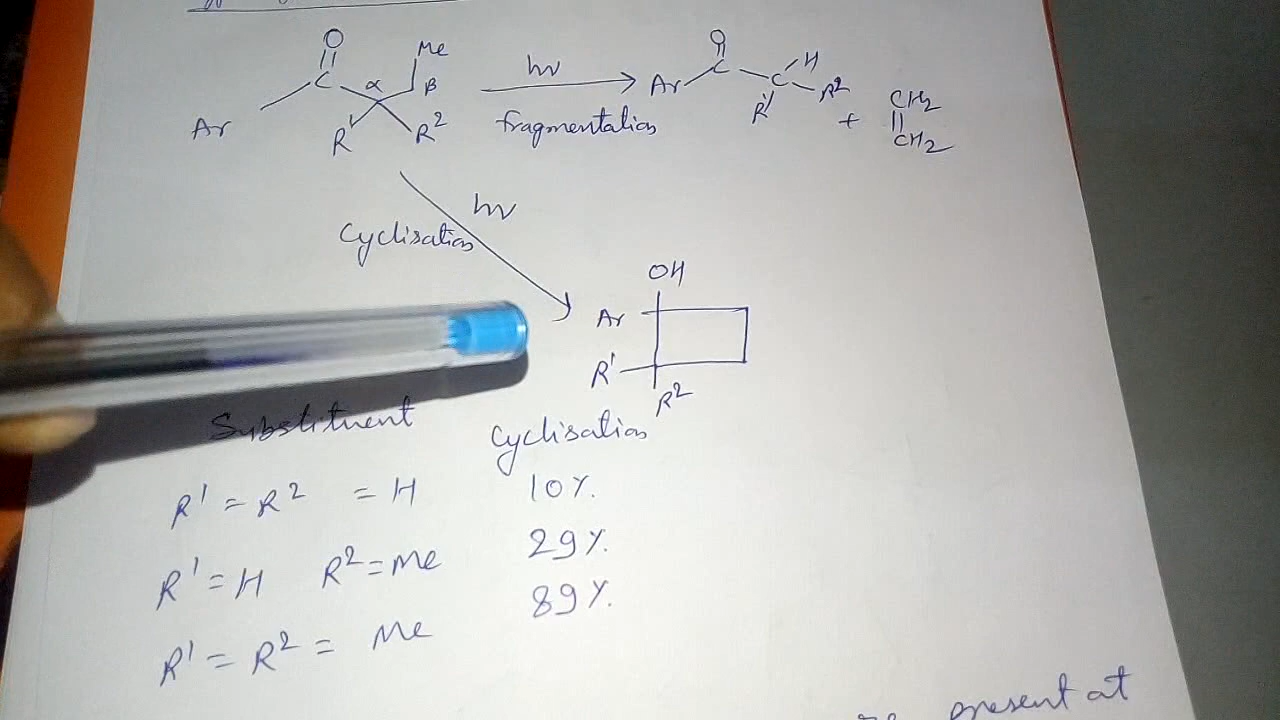 O Me O H
Ar C α β hν Ar C C R²
R¹ R² fragmentation R¹ + CH₂
CH₂
hν
Cyclisation
OH
Ar
R¹
R²
Substituent Cyclisation
R¹ = R² = H 10%.
R¹ = H R² = Me 29%.
R¹ = R² = Me 89%.
present at